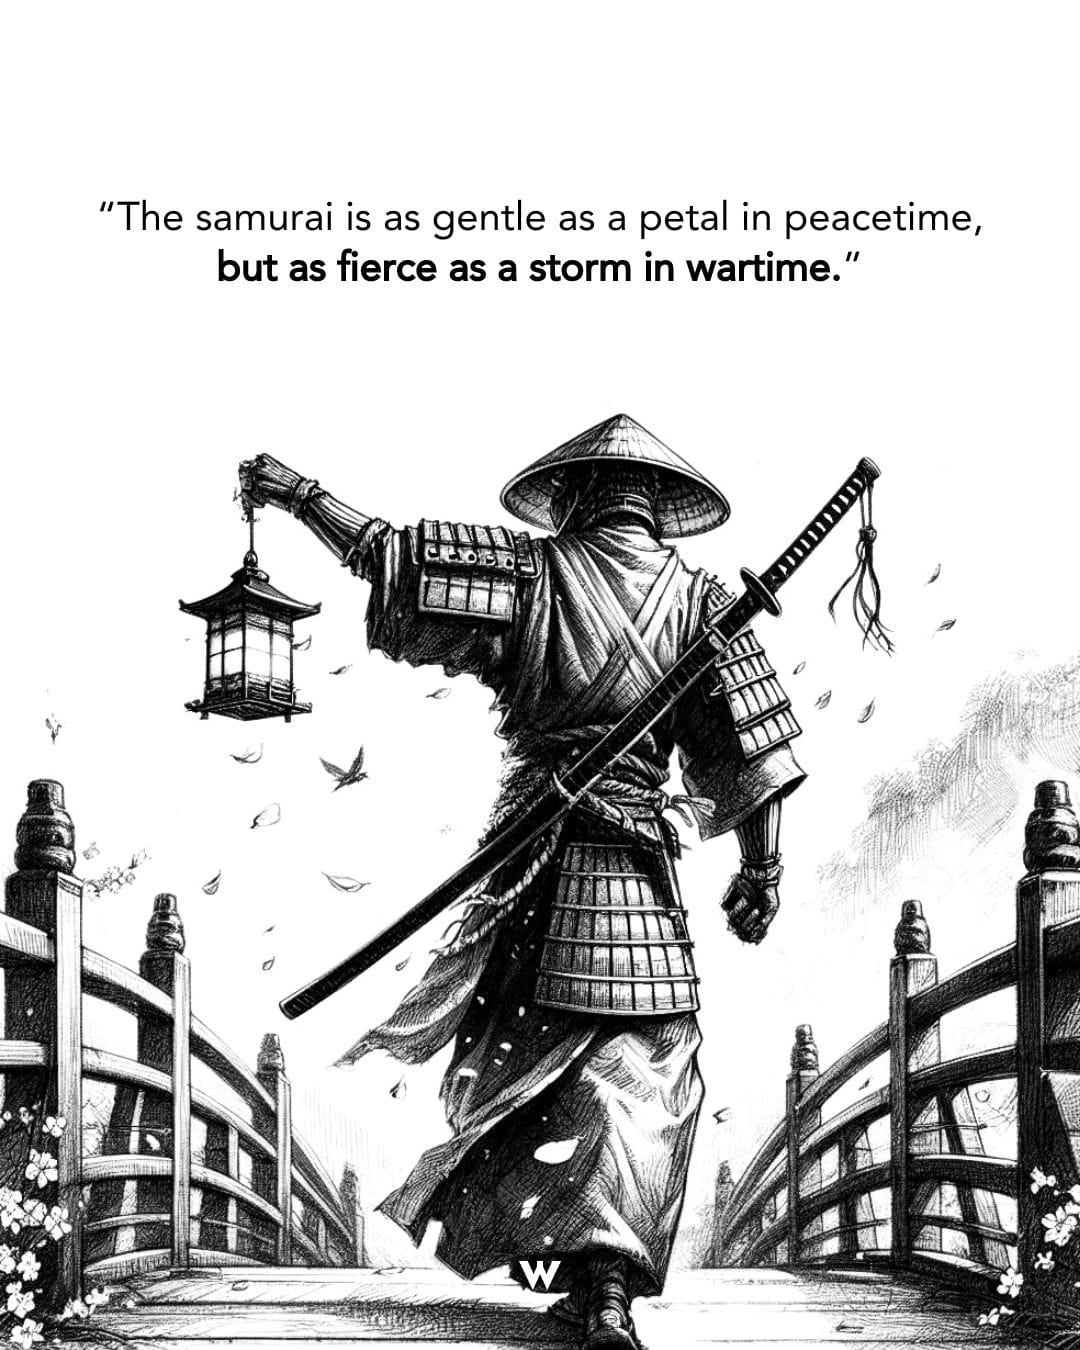 “The samurai is as gentle as a petal in peacetime,
but as fierce as a storm in wartime.”
W